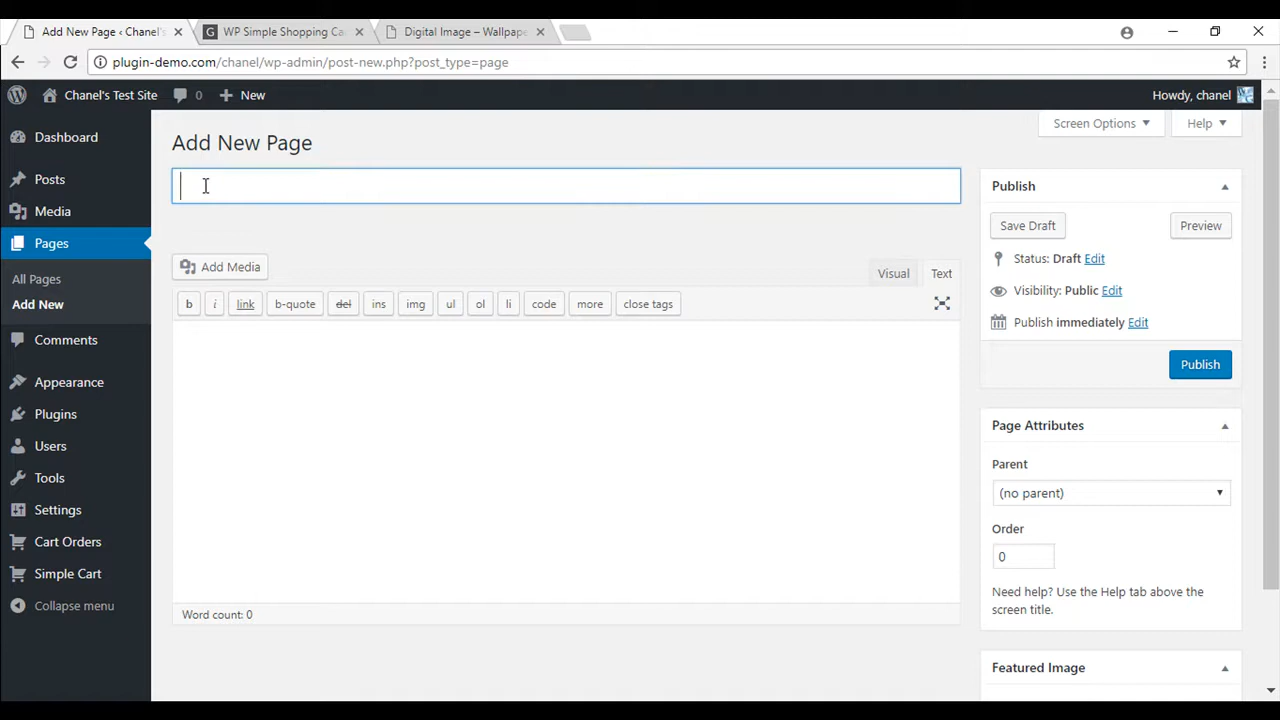 Add New Page ‹ Chanel's
WP Simple Shopping Ca
Digital Image – Wallpape
plugin-demo.com/chanel/wp-admin/post-new.php?post_type=page
Chanel's Test Site
0
New
Howdy, chanel
Screen Options
Help
Dashboard
Posts
Media
Pages
All Pages
Add New
Comments
Appearance
Plugins
Users
Tools
Settings
Cart Orders
Simple Cart
Collapse menu
Add New Page
Add Media
Visual
Text
b
i
link
b-quote
del
ins
img
ul
ol
li
code
more
close tags
Word count: 0
Publish
Save Draft
Preview
Status: Draft Edit
Visibility: Public Edit
Publish immediately Edit
Publish
Page Attributes
Parent
(no parent)
Order
0
Need help? Use the Help tab above the
screen title.
Featured Image